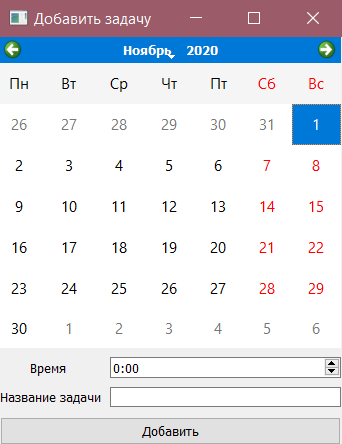 Добавить задачу
Ноябрь 2020
Пн Вт Ср Чт Пт Сб Вс
26 27 28 29 30 31 1
2 3 4 5 6 7 8
9 10 11 12 13 14 15
16 17 18 19 20 21 22
23 24 25 26 27 28 29
30 1 2 3 4 5 6
Время 0:00
Название задачи
Добавить